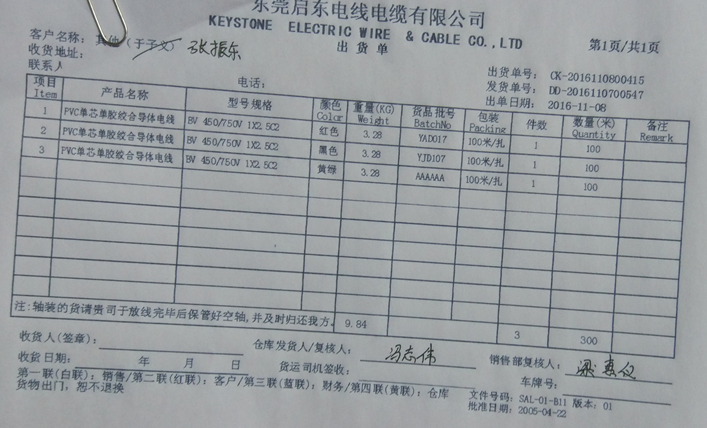 东莞启东电线电缆有限公司
KEYSTONE ELECTRIC WIRE & CABLE CO.,LTD
出货单
第1页/共1页
客户名称: 其他 (于子义) 张振东
收货地址:
联系人
电话:
出货单号: CK-2016110800415
发货单号: DD-2016110700547
出单日期: 2016-11-08
项目 Item 产品名称 型号规格 颜色 Color 重量(KG) Weight 货品批号 BatchNo 包装 Packing 件数 数量(米) Quantity 备注 Remark
1 PVC单芯单胶绞合导体电线 BV 450/750V 1X2.5C2 红色 3.28 YAD017 100米/扎 1 100
2 PVC单芯单胶绞合导体电线 BV 450/750V 1X2.5C2 黑色 3.28 YJD107 100米/扎 1 100
3 PVC单芯单胶绞合导体电线 BV 450/750V 1X2.5C2 黄绿 3.28 AAAAAA 100米/扎 1 100
注:轴装的货请贵司于放线完毕后保管好空轴,并及时归还我方. 9.84 3 300
收货人(签章): 仓库发货人/复核人: 冯志伟 销售部复核人: 梁惠仪
收货日期: 年 月 日 货运司机签收: 车牌号:
第一联(白联):销售/第二联(红联):客户/第三联(蓝联):财务/第四联(黄联):仓库
货物出门,恕不退换
文件号码: SAL-01-B11 版本: 01
批准日期: 2005-04-22